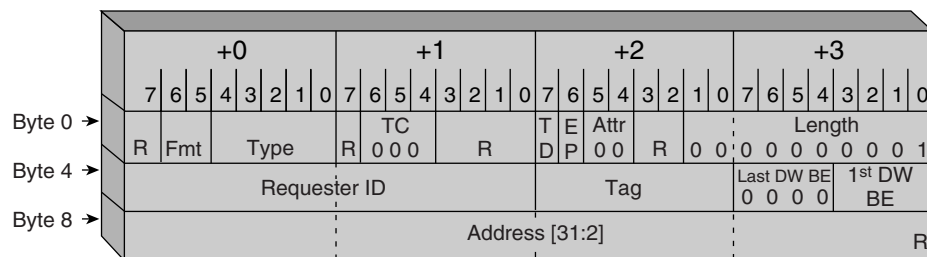 +0 +1 +2 +3
7 6 5 4 3 2 1 0 7 6 5 4 3 2 1 0 7 6 5 4 3 2 1 0 7 6 5 4 3 2 1 0
Byte 0 TC T E Attr Length
R Fmt Type R 0 0 0 R D P 0 0 R 0 0 0 0 0 0 0 0 0 1
Byte 4 Requester ID Tag Last DW BE 1st DW
0 0 0 0 BE
Byte 8 Address [31:2]
R